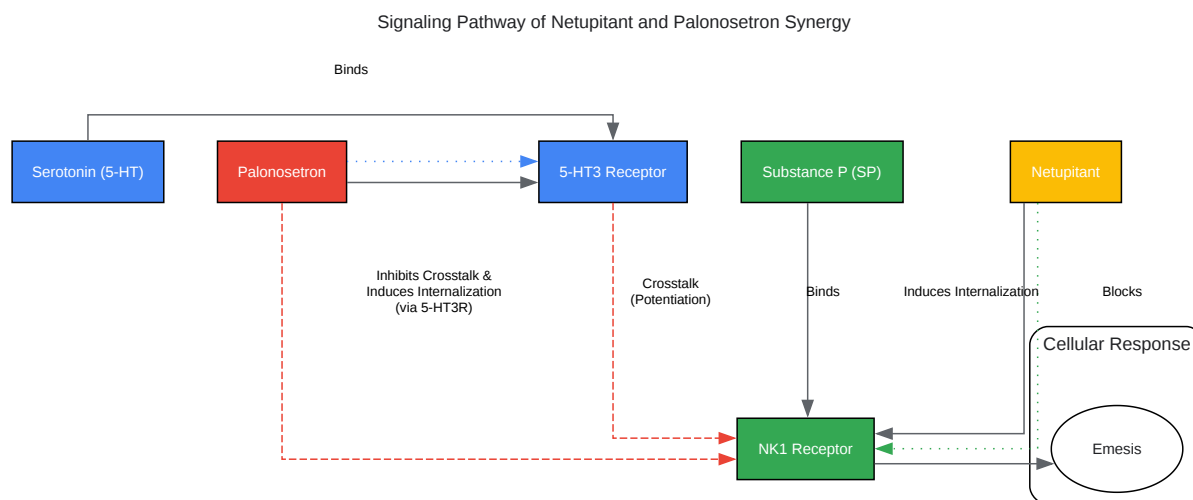 Signaling Pathway of Netupitant and Palonosetron Synergy
Binds
Serotonin (5-HT)
Palonosetron
5-HT3 Receptor
Substance P (SP)
Netupitant
Inhibits Crosstalk &
Induces Internalization
(via 5-HT3R)
Crosstalk
(Potentiation)
Binds
Induces Internalization
Blocks
Cellular Response
NK1 Receptor
Emesis